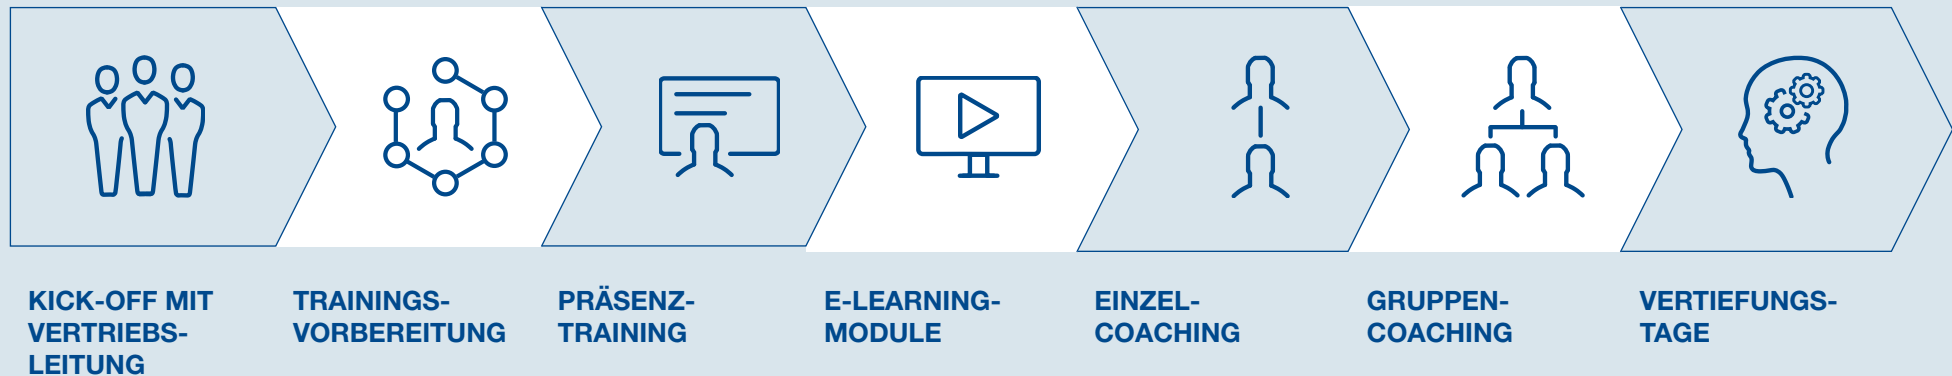 KICK-OFF MIT
VERTRIEBS-
LEITUNG
TRAININGS-
VORBEREITUNG
PRÄSENZ-
TRAINING
E-LEARNING-
MODULE
EINZEL-
COACHING
GRUPPEN-
COACHING
VERTIEFUNGS-
TAGE